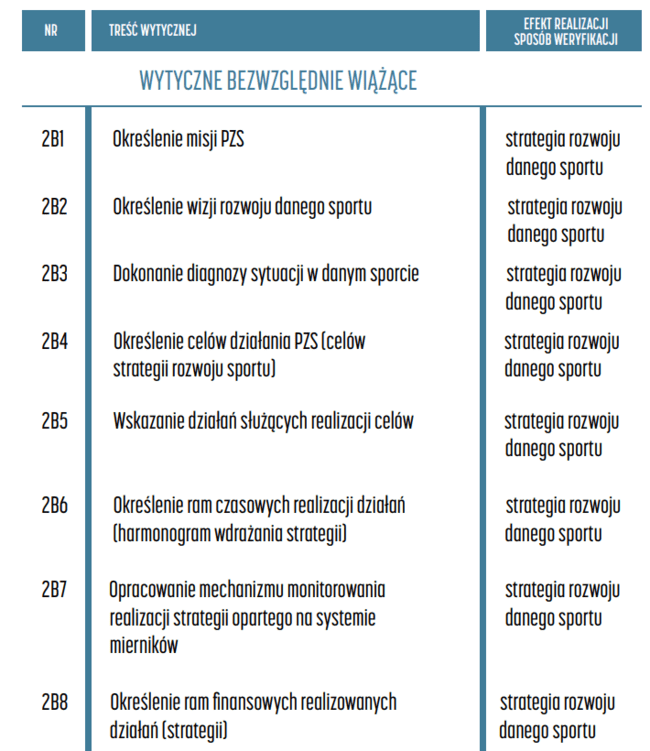 NR
TREŚĆ WYTYCZNEJ
EFEKT REALIZACJI
SPOSÓB WERYFIKACJI
WYTYCZNE BEZWZGLĘDNIE WIĄŻĄCE
2B1
Określenie misji PZS
strategia rozwoju
danego sportu
2B2
Określenie wizji rozwoju danego sportu
strategia rozwoju
danego sportu
2B3
Dokonanie diagnozy sytuacji w danym sporcie
strategia rozwoju
danego sportu
2B4
Określenie celów działania PZS (celów
strategii rozwoju sportu)
strategia rozwoju
danego sportu
2B5
Wskazanie działań służących realizacji celów
strategia rozwoju
danego sportu
2B6
Określenie ram czasowych realizacji działań
(harmonogram wdrażania strategii)
strategia rozwoju
danego sportu
2B7
Opracowanie mechanizmu monitorowania
realizacji strategii opartego na systemie
mierników
strategia rozwoju
danego sportu
2B8
Określenie ram finansowych realizowanych
działań (strategii)
strategia rozwoju
danego sportu